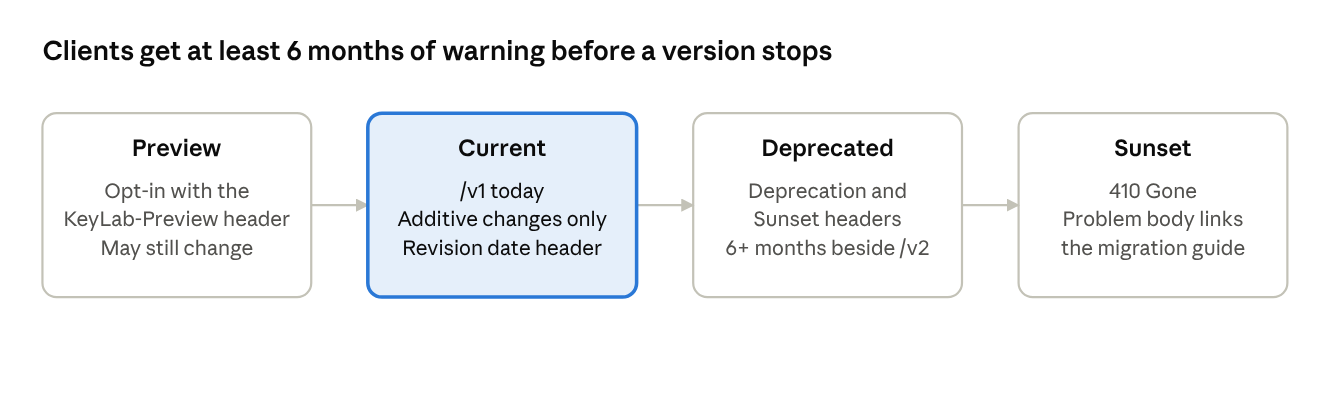 Clients get at least 6 months of warning before a version stops
Preview
Opt-in with the
KeyLab-Preview header
May still change
Current
/v1 today
Additive changes only
Revision date header
Deprecated
Deprecation and
Sunset headers
6+ months beside /v2
Sunset
410 Gone
Problem body links
the migration guide